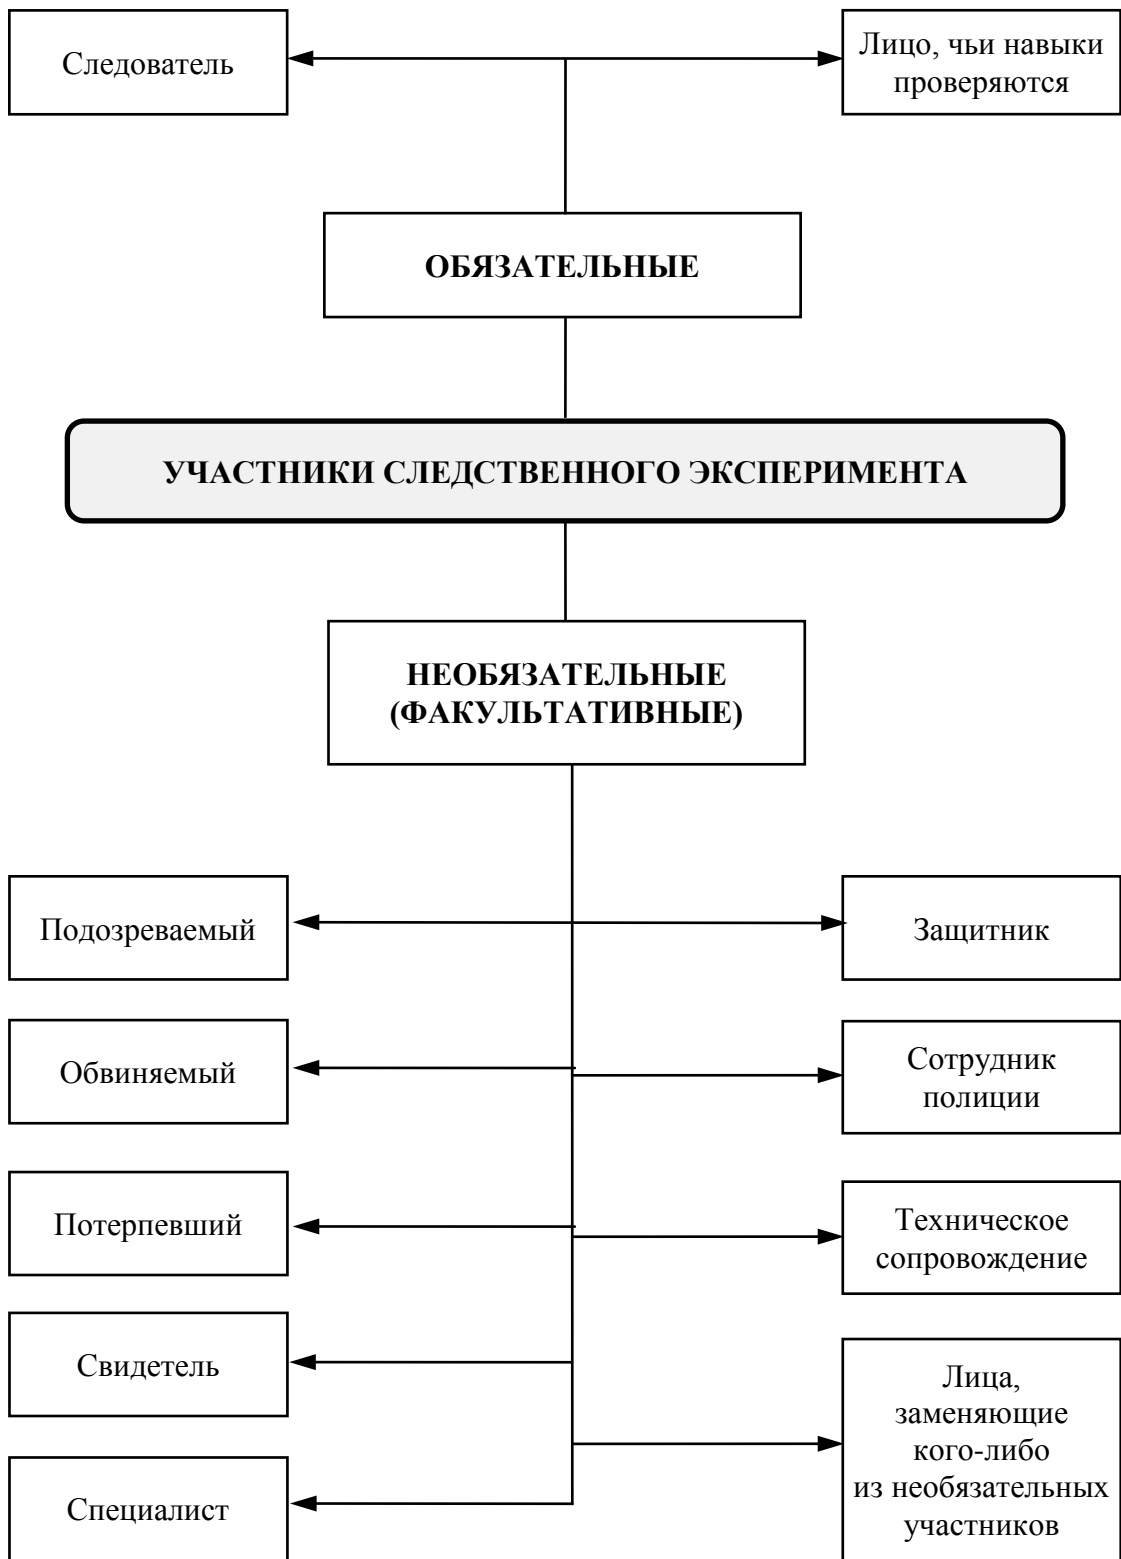 Следователь
Лицо, чьи навыки
проверяются
ОБЯЗАТЕЛЬНЫЕ
УЧАСТНИКИ СЛЕДСТВЕННОГО ЭКСПЕРИМЕНТА
НЕОБЯЗАТЕЛЬНЫЕ
(ФАКУЛЬТАТИВНЫЕ)
Подозреваемый
Защитник
Обвиняемый
Сотрудник
полиции
Потерпевший
Техническое
сопровождение
Свидетель
Лица,
заменяющие
кого-либо
из необязательных
участников
Специалист